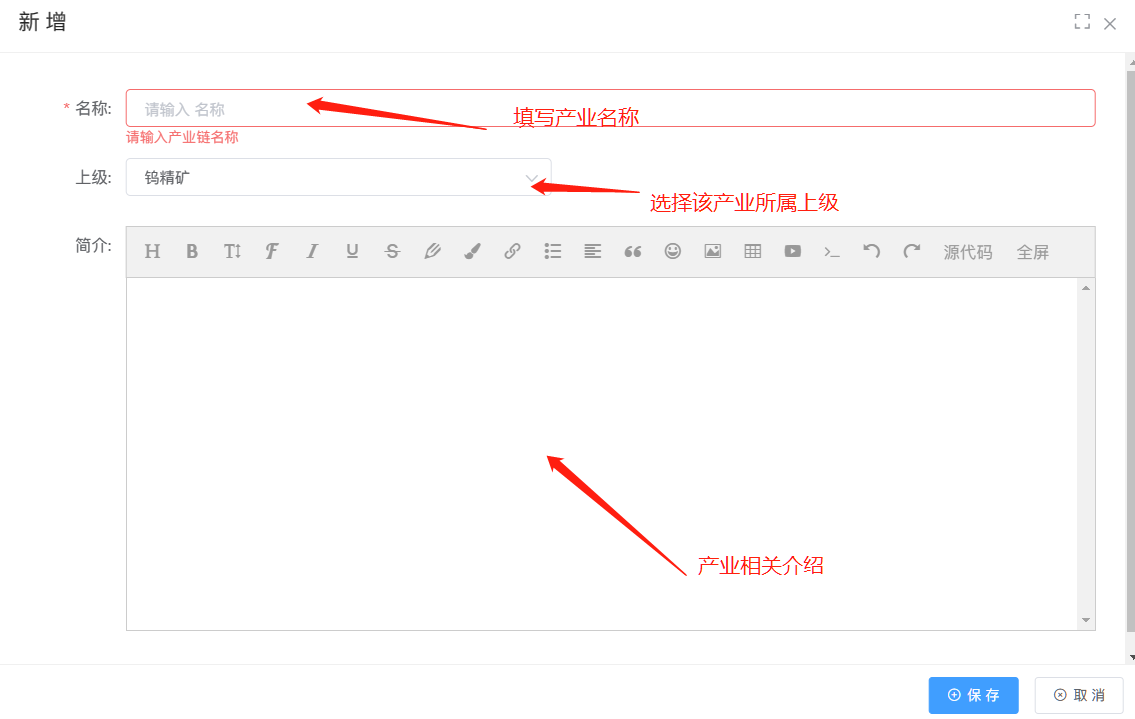 新 增
* 名称:
请输入 名称
填写产业名称
请输入产业链名称
上级:
钨精矿
选择该产业所属上级
简介:
源代码 全屏
产业相关介绍
保 存
取 消